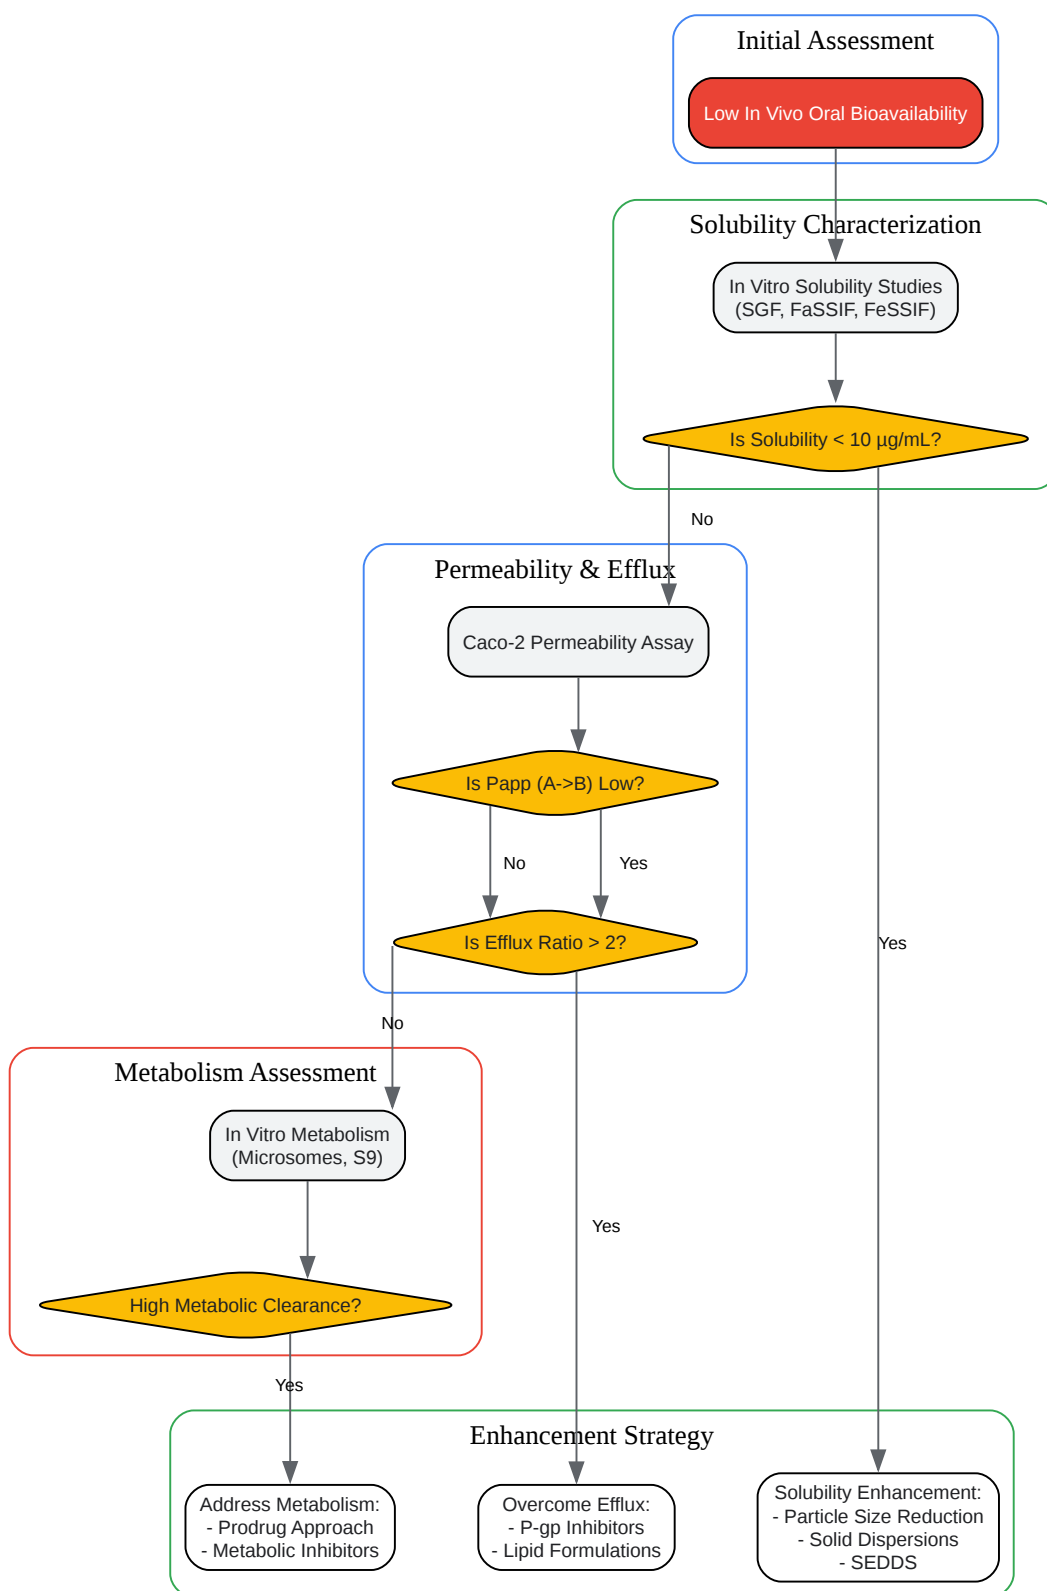 Initial Assessment
Low In Vivo Oral Bioavailability
Solubility Characterization
In Vitro Solubility Studies
(SGF, FaSSIF, FeSSIF)
Is Solubility < 10 µg/mL?
No
Permeability & Efflux
Caco-2 Permeability Assay
Is Papp (A->B) Low?
No
Yes
Is Efflux Ratio > 2?
Yes
No
Metabolism Assessment
In Vitro Metabolism
(Microsomes, S9)
Yes
High Metabolic Clearance?
Yes
Enhancement Strategy
Address Metabolism:
- Prodrug Approach
- Metabolic Inhibitors
Overcome Efflux:
- P-gp Inhibitors
- Lipid Formulations
Solubility Enhancement:
- Particle Size Reduction
- Solid Dispersions
- SEDDS